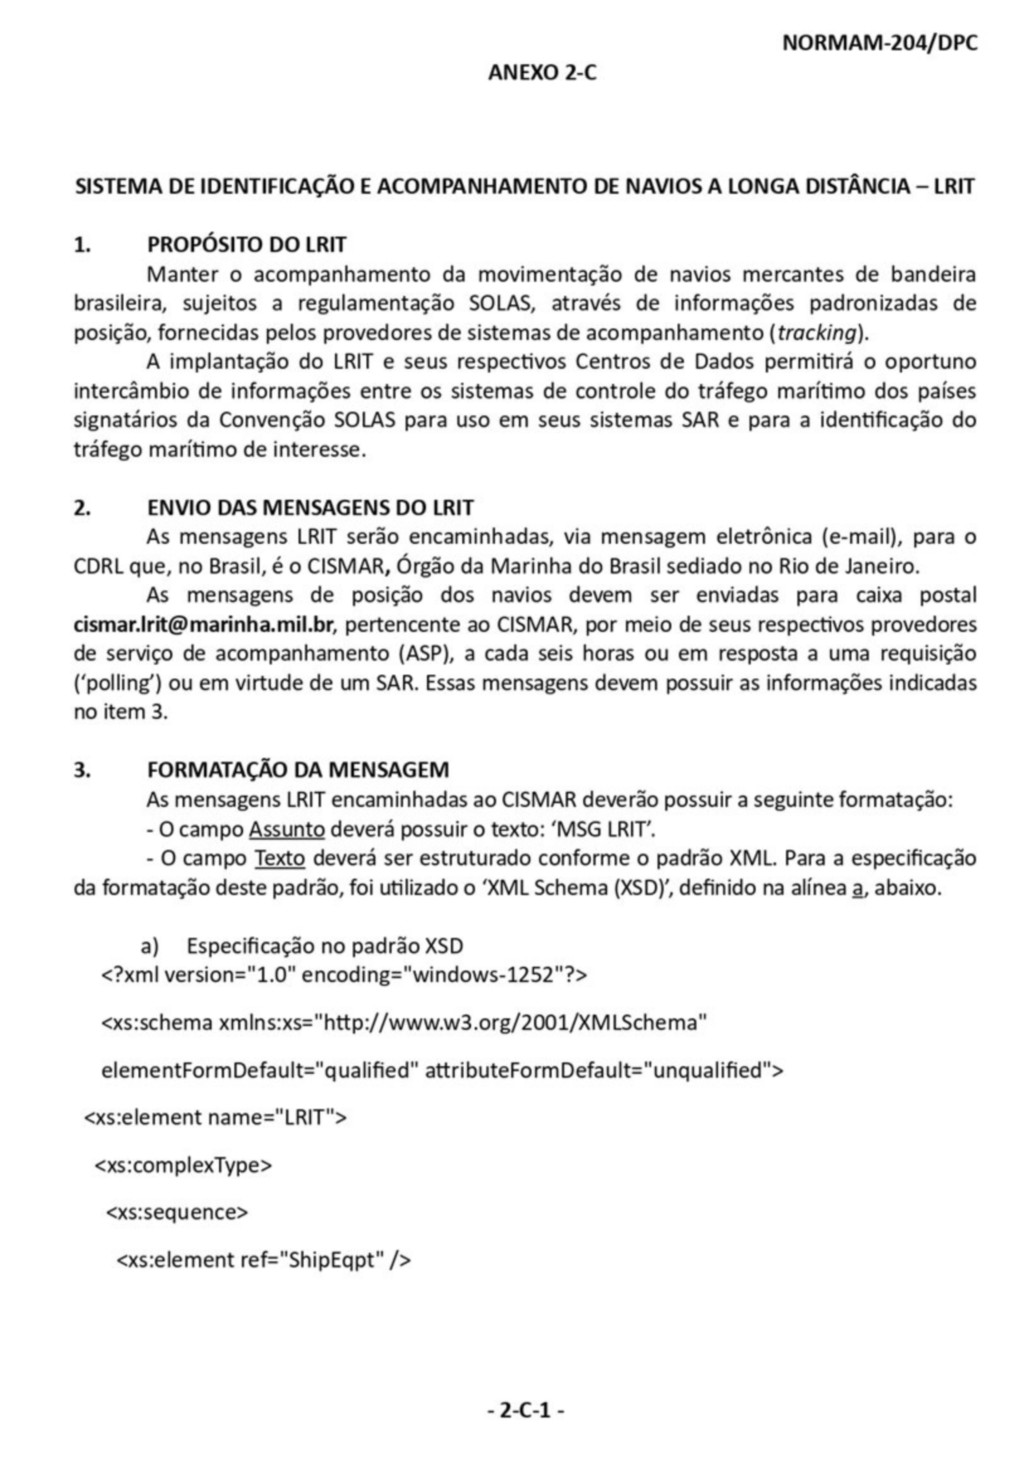 NORMAM-204/DPC
ANEXO 2-C
SISTEMA DE IDENTIFICAÇÃO E ACOMPANHAMENTO DE NAVIOS A LONGA DISTÂNCIA – LRIT
1. PROPÓSITO DO LRIT
Manter o acompanhamento da movimentação de navios mercantes de bandeira
brasileira, sujeitos a regulamentação SOLAS, através de informações padronizadas de
posição, fornecidas pelos provedores de sistemas de acompanhamento (tracking).
A implantação do LRIT e seus respectivos Centros de Dados permitirá o oportuno
intercâmbio de informações entre os sistemas de controle do tráfego marítimo dos países
signatários da Convenção SOLAS para uso em seus sistemas SAR e para a identificação do
tráfego marítimo de interesse.
2. ENVIO DAS MENSAGENS DO LRIT
As mensagens LRIT serão encaminhadas, via mensagem eletrônica (e-mail), para o
CDRL que, no Brasil, é o CISMAR, Órgão da Marinha do Brasil sediado no Rio de Janeiro.
As mensagens de posição dos navios devem ser enviadas para caixa postal
cismar.lrit@marinha.mil.br, pertencente ao CISMAR, por meio de seus respectivos provedores
de serviço de acompanhamento (ASP), a cada seis horas ou em resposta a uma requisição
(‘polling’) ou em virtude de um SAR. Essas mensagens devem possuir as informações indicadas
no item 3.
3. FORMATAÇÃO DA MENSAGEM
As mensagens LRIT encaminhadas ao CISMAR deverão possuir a seguinte formatação:
- O campo Assunto deverá possuir o texto: ‘MSG LRIT’.
- O campo Texto deverá ser estruturado conforme o padrão XML. Para a especificação
da formatação deste padrão, foi utilizado o ‘XML Schema (XSD)’, definido na alínea a, abaixo.
a) Especificação no padrão XSD
<?xml version="1.0" encoding="windows-1252"?>
<xs:schema xmlns:xs="http://www.w3.org/2001/XMLSchema"
elementFormDefault="qualified" attributeFormDefault="unqualified">
<xs:element name="LRIT">
<xs:complexType>
<xs:sequence>
<xs:element ref="ShipEqpt" />
- 2-C-1 -